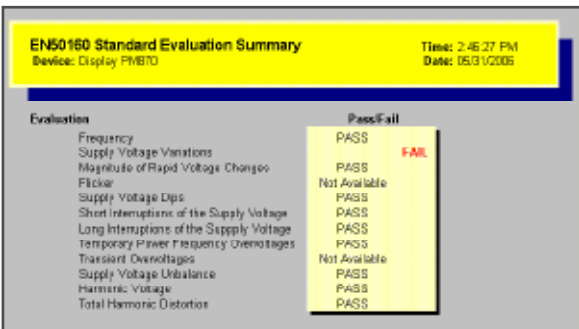 EN50160 Standard Evaluation Summary Time: 2:46:27 PM
Device: Display PM870 Date: 05/31/2006
Evaluation Pass/Fail
Frequency PASS
Supply Voltage Variations FAIL
Magnitude of Rapid Voltage Changes PASS
Flicker Not Available
Supply Voltage Dips PASS
Short Interruptions of the Supply Voltage PASS
Long Interruptions of the Suppply Voltage PASS
Temporary Power Frequency Overvoltages PASS
Transient Overvoltages Not Available
Supply Voltage Unbalance PASS
Harmonic Voltage PASS
Total Harmonic Distortion PASS